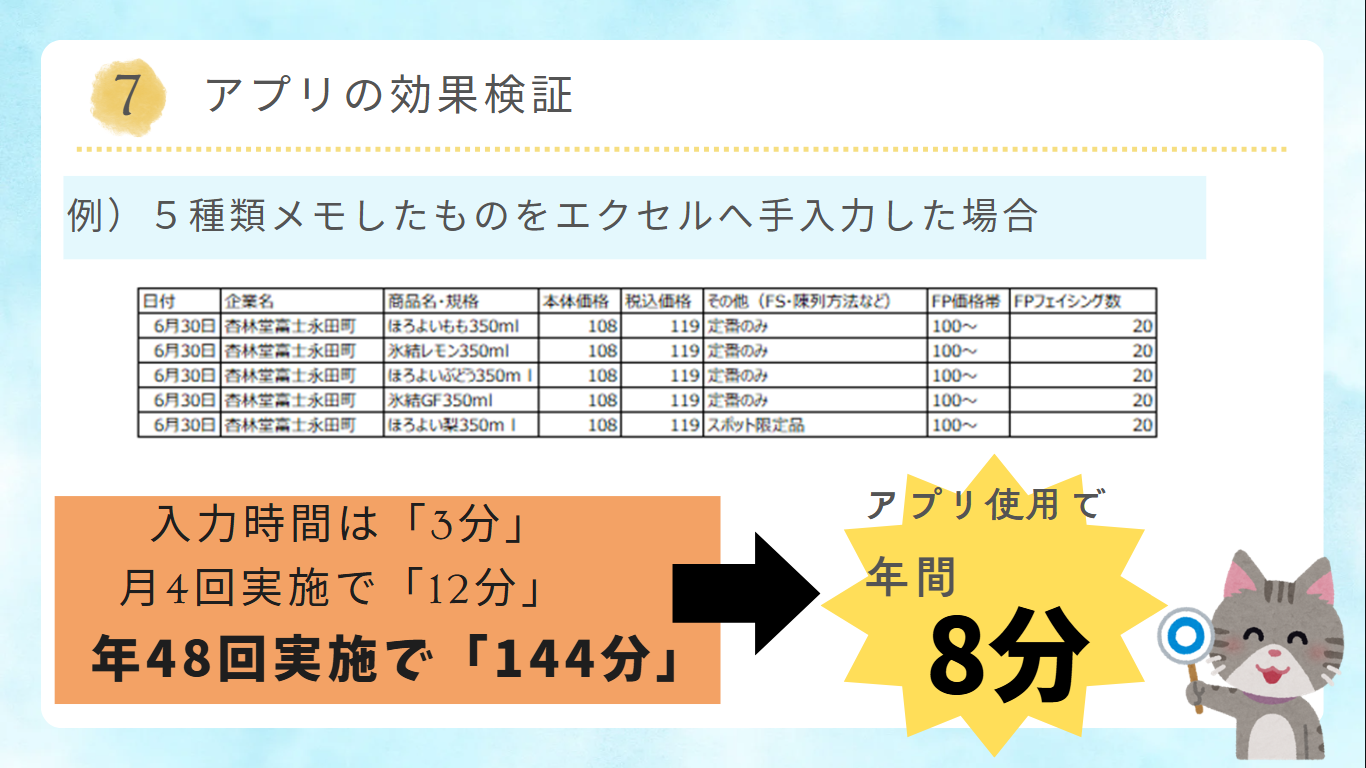 7 アプリの効果検証
例）５種類メモしたものをエクセルへ手入力した場合
日付 企業名 商品名・規格 本体価格 税込価格 その他（FS・陳列方法など） FP価格帯 FPフェイシング数
6月30日 杏林堂富士永田町 ほろよいもも350ml 108 119 定番のみ 100～ 20
6月30日 杏林堂富士永田町 氷結レモン350ml 108 119 定番のみ 100～ 20
6月30日 杏林堂富士永田町 ほろよいぶどう350mｌ 108 119 定番のみ 100～ 20
6月30日 杏林堂富士永田町 氷結GF350ml 108 119 定番のみ 100～ 20
6月30日 杏林堂富士永田町 ほろよい梨350mｌ 108 119 スポット限定品 100～ 20
入力時間は「3分」
月4回実施で「12分」
年48回実施で「144分」
アプリ使用で
年間
8分